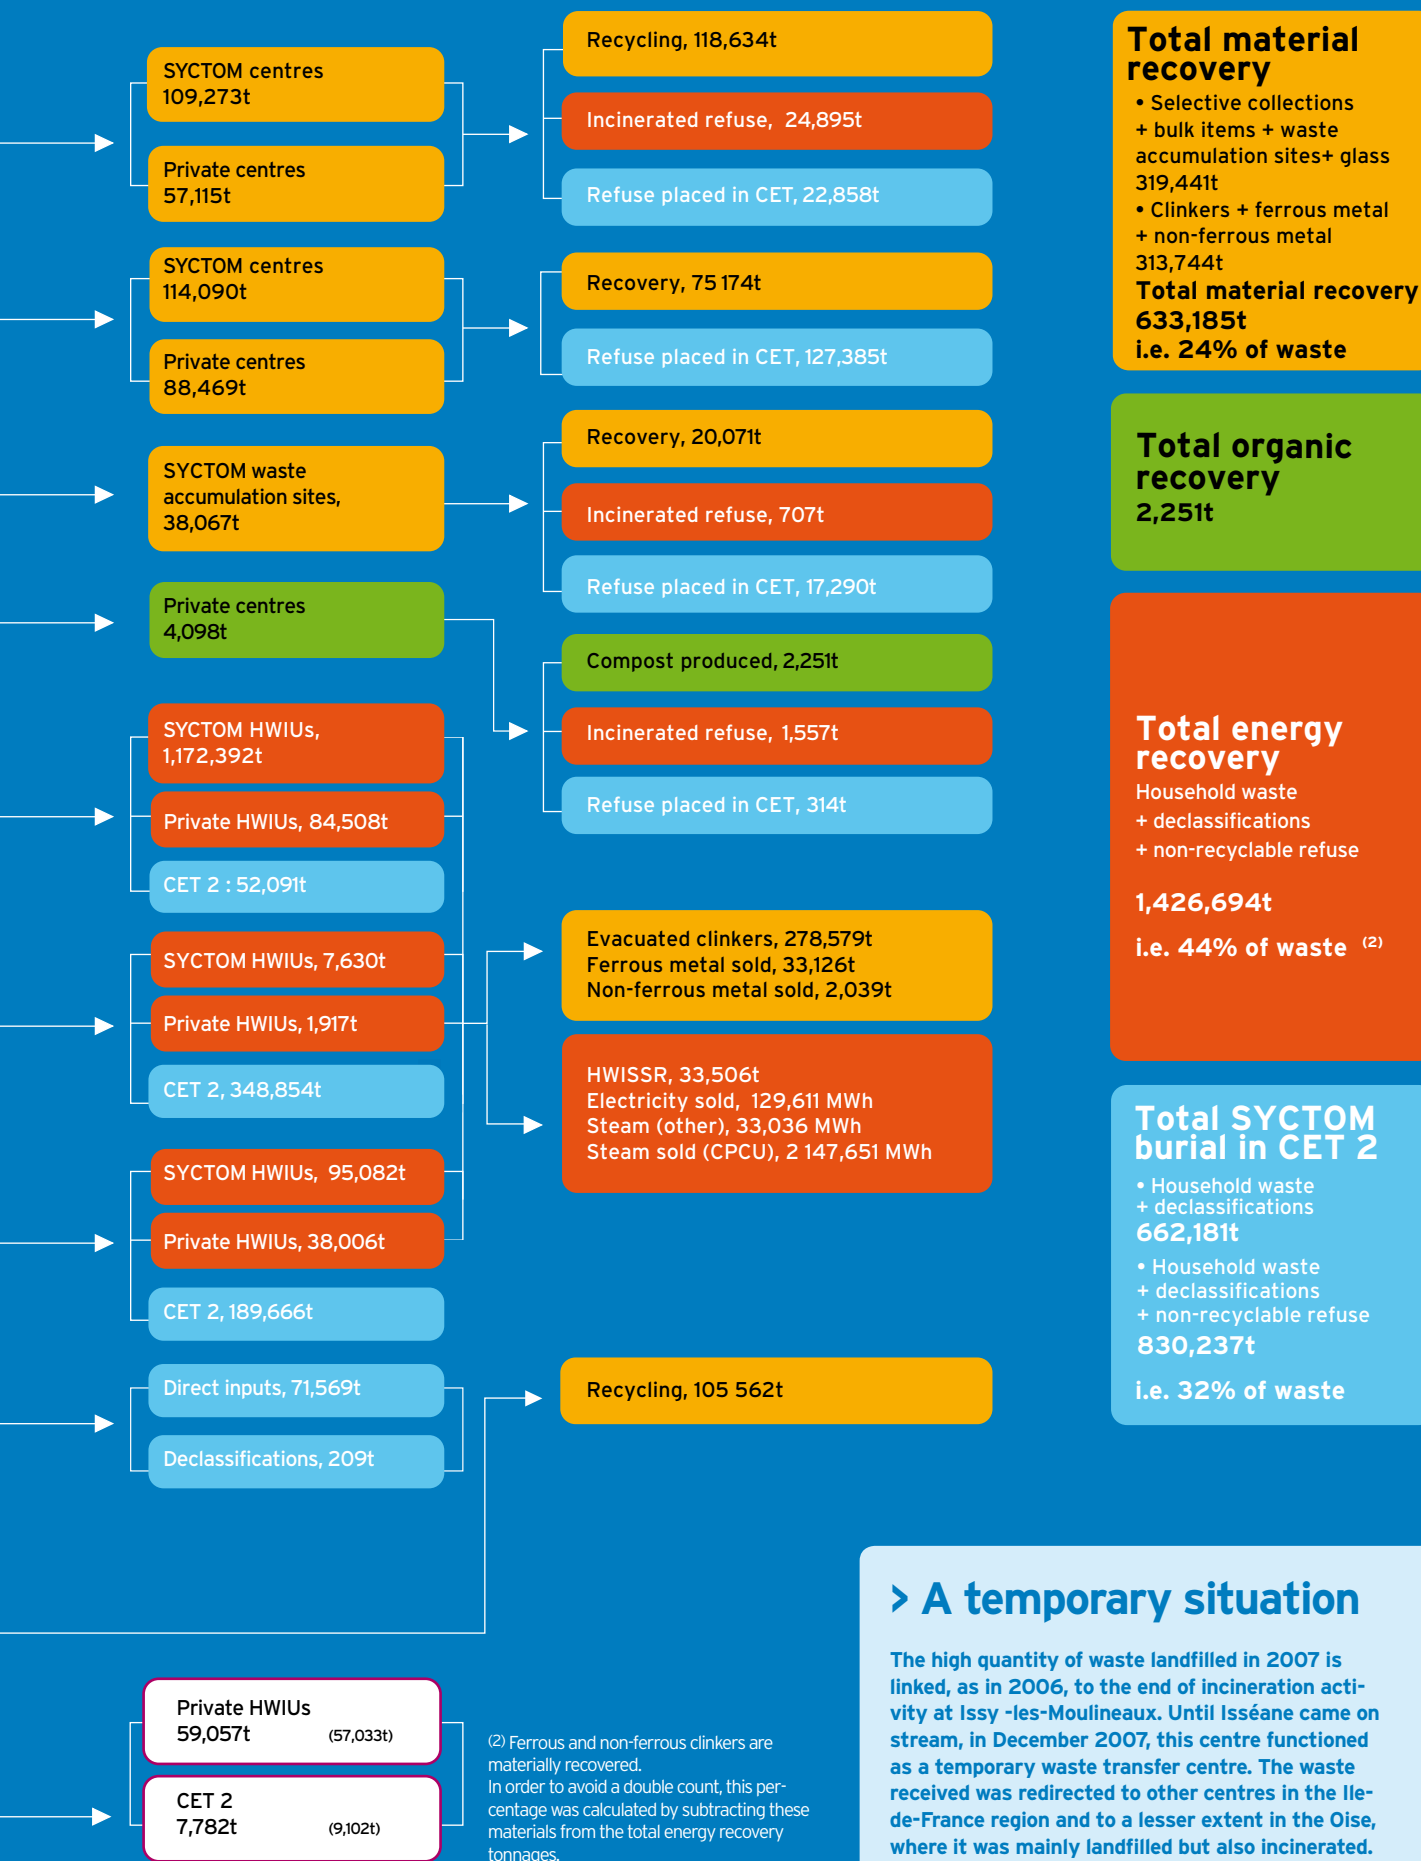 SYCTOM centres
109,273t
Private centres
57,115t
Recycling, 118,634t
Incinerated refuse, 24,895t
Refuse placed in CET, 22,858t
SYCTOM centres
114,090t
Private centres
88,469t
Recovery, 75 174t
Refuse placed in CET, 127,385t
SYCTOM waste
accumulation sites,
38,067t
Recovery, 20,071t
Incinerated refuse, 707t
Refuse placed in CET, 17,290t
Private centres
4,098t
Compost produced, 2,251t
Incinerated refuse, 1,557t
Refuse placed in CET, 314t
SYCTOM HWIUs,
1,172,392t
Private HWIUs, 84,508t
CET 2 : 52,091t
SYCTOM HWIUs, 7,630t
Private HWIUs, 1,917t
CET 2, 348,854t
SYCTOM HWIUs, 95,082t
Private HWIUs, 38,006t
CET 2, 189,666t
Evacuated clinkers, 278,579t
Ferrous metal sold, 33,126t
Non-ferrous metal sold, 2,039t
HWISSR, 33,506t
Electricity sold, 129,611 MWh
Steam (other), 33,036 MWh
Steam sold (CPCU), 2 147,651 MWh
Direct inputs, 71,569t
Declassifications, 209t
Recycling, 105 562t
Private HWIUs
59,057t (57,033t)
CET 2
7,782t (9,102t)
(2) Ferrous and non-ferrous clinkers are
materially recovered.
In order to avoid a double count, this per-
centage was calculated by subtracting these
materials from the total energy recovery
tonnages.
Total material
recovery
• Selective collections
+ bulk items + waste
accumulation sites+ glass
319,441t
• Clinkers + ferrous metal
+ non-ferrous metal
313,744t
Total material recovery
633,185t
i.e. 24% of waste
Total organic
recovery
2,251t
Total energy
recovery
Household waste
+ declassifications
+ non-recyclable refuse
1,426,694t
i.e. 44% of waste (2)
Total SYCTOM
burial in CET 2
• Household waste
+ declassifications
662,181t
• Household waste
+ declassifications
+ non-recyclable refuse
830,237t
i.e. 32% of waste
> A temporary situation
The high quantity of waste landfilled in 2007 is
linked, as in 2006, to the end of incineration acti-
vity at Issy -les-Moulineaux. Until Isséane came on
stream, in December 2007, this centre functioned
as a temporary waste transfer centre. The waste
received was redirected to other centres in the Ile-
de-France region and to a lesser extent in the Oise,
where it was mainly landfilled but also incinerated.